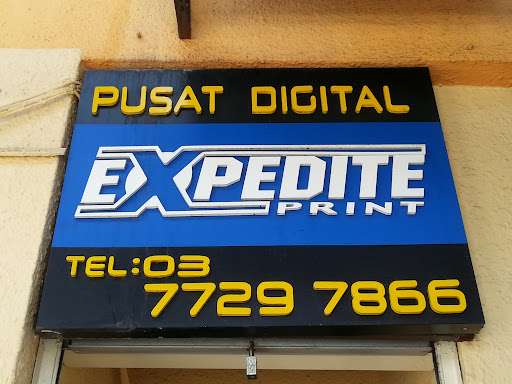 PUSAT DIGITAL
EXPEDITE
PRINT
TEL:03
7729 7866